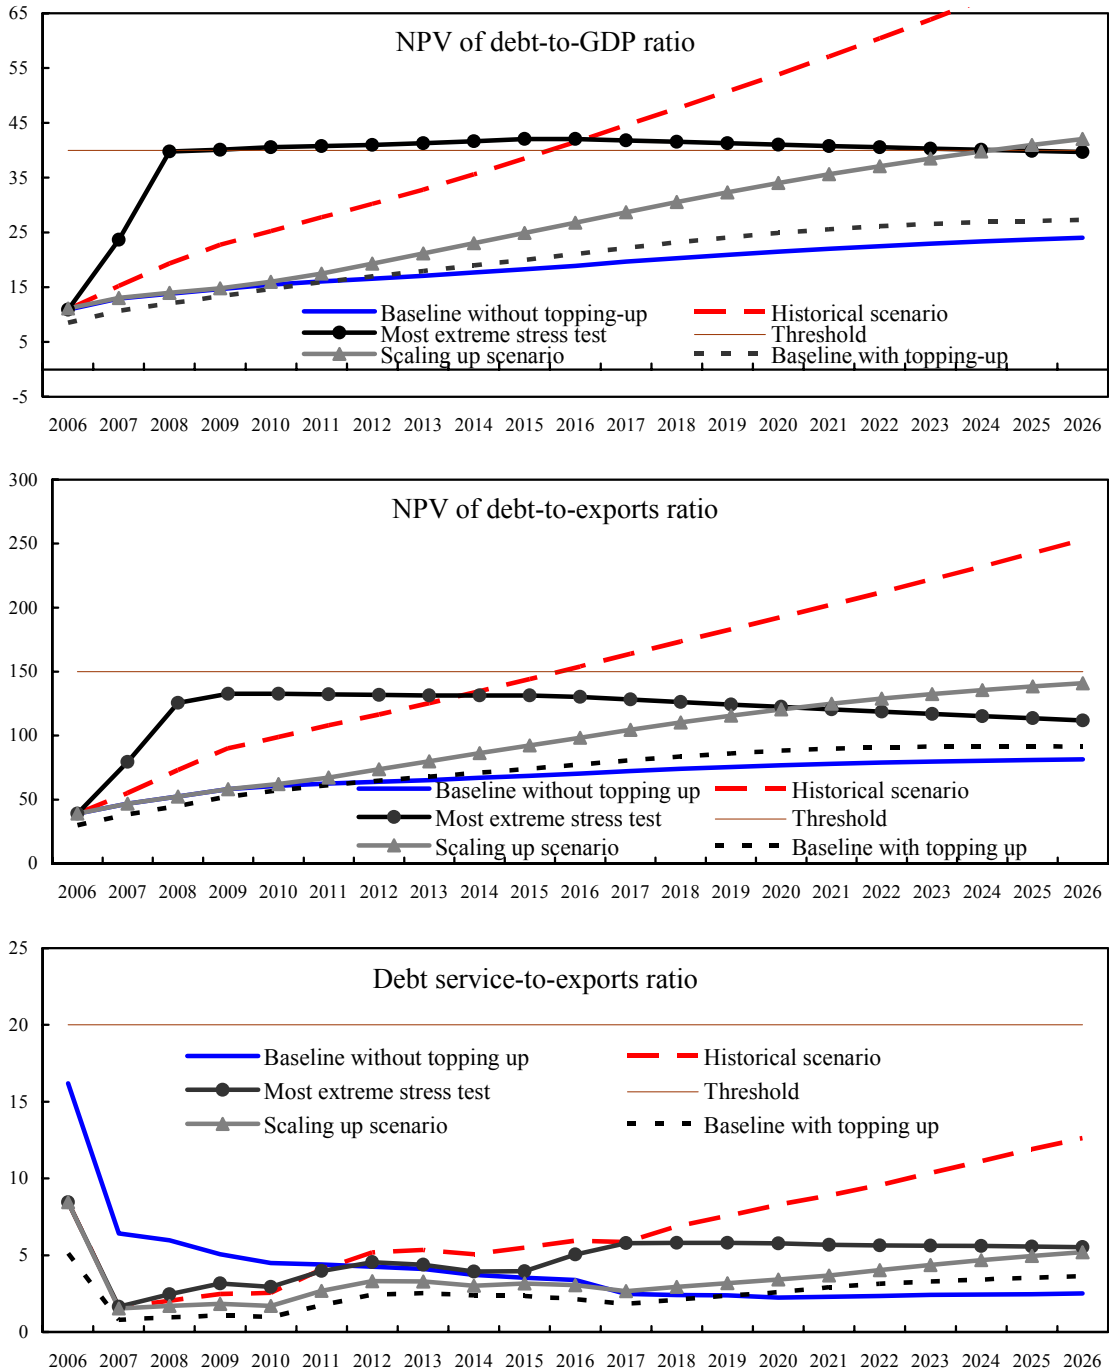 65
NPV of debt-to-GDP ratio
55
45
35
25
15
Baseline without topping-up Historical scenario
Most extreme stress test Threshold
5
Scaling up scenario Baseline with topping-up
-5
2006 2007 2008 2009 2010 2011 2012 2013 2014 2015 2016 2017 2018 2019 2020 2021 2022 2023 2024 2025 2026
300
NPV of debt-to-exports ratio
250
200
150
100
50
Baseline without topping up Historical scenario
Most extreme stress test Threshold
Scaling up scenario Baseline with topping up
0
2006 2007 2008 2009 2010 2011 2012 2013 2014 2015 2016 2017 2018 2019 2020 2021 2022 2023 2024 2025 2026
25
Debt service-to-exports ratio
20
Baseline without topping up Historical scenario
Most extreme stress test Threshold
15
Scaling up scenario Baseline with topping up
10
5
0
2006 2007 2008 2009 2010 2011 2012 2013 2014 2015 2016 2017 2018 2019 2020 2021 2022 2023 2024 2025 2026